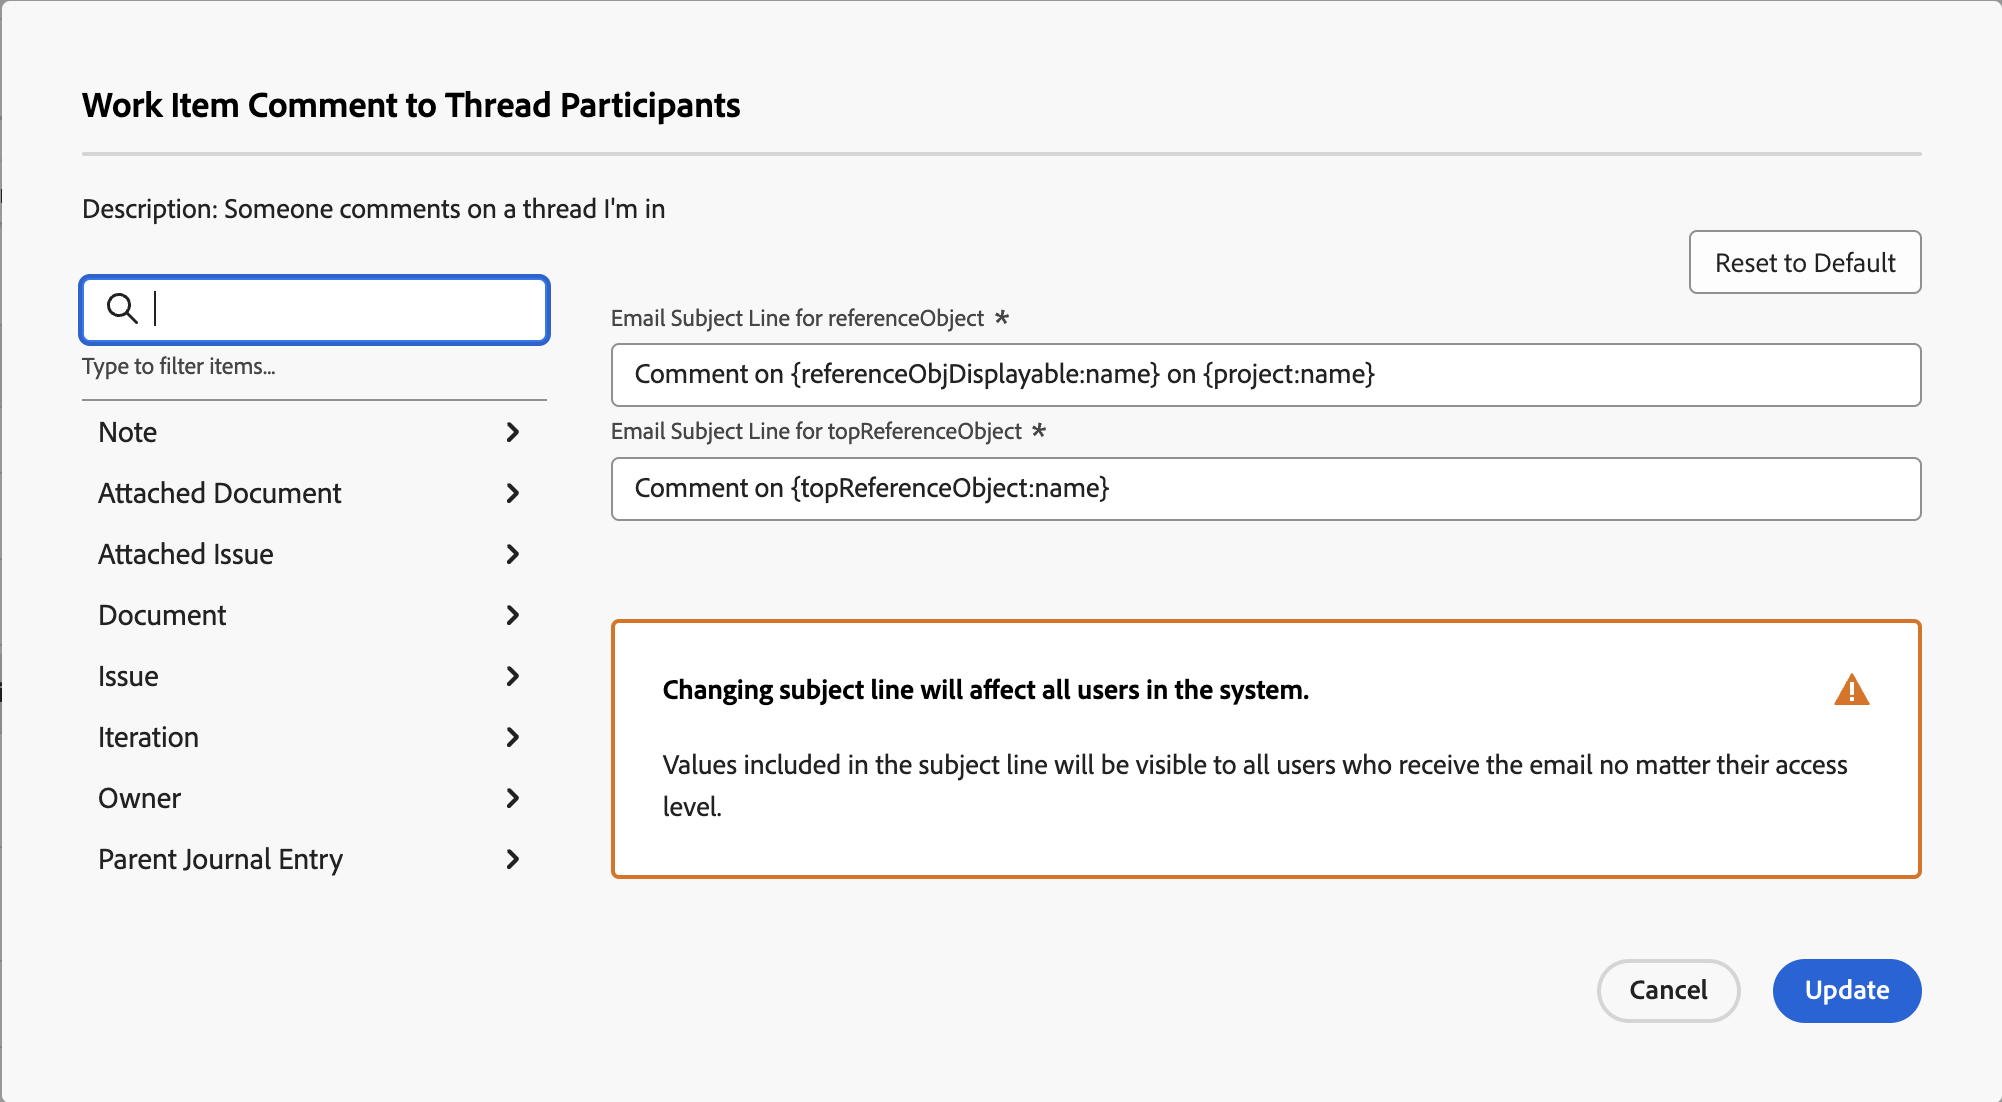 Work Item Comment to Thread Participants
Description: Someone comments on a thread I'm in
Reset to Default
Type to filter items...
Note
Attached Document
Attached Issue
Document
Issue
Iteration
Owner
Parent Journal Entry
Email Subject Line for referenceObject *
Comment on {referenceObjDisplayable:name} on {project:name}
Email Subject Line for topReferenceObject *
Comment on {topReferenceObject:name}
Changing subject line will affect all users in the system.
Values included in the subject line will be visible to all users who receive the email no matter their access
level.
Cancel
Update